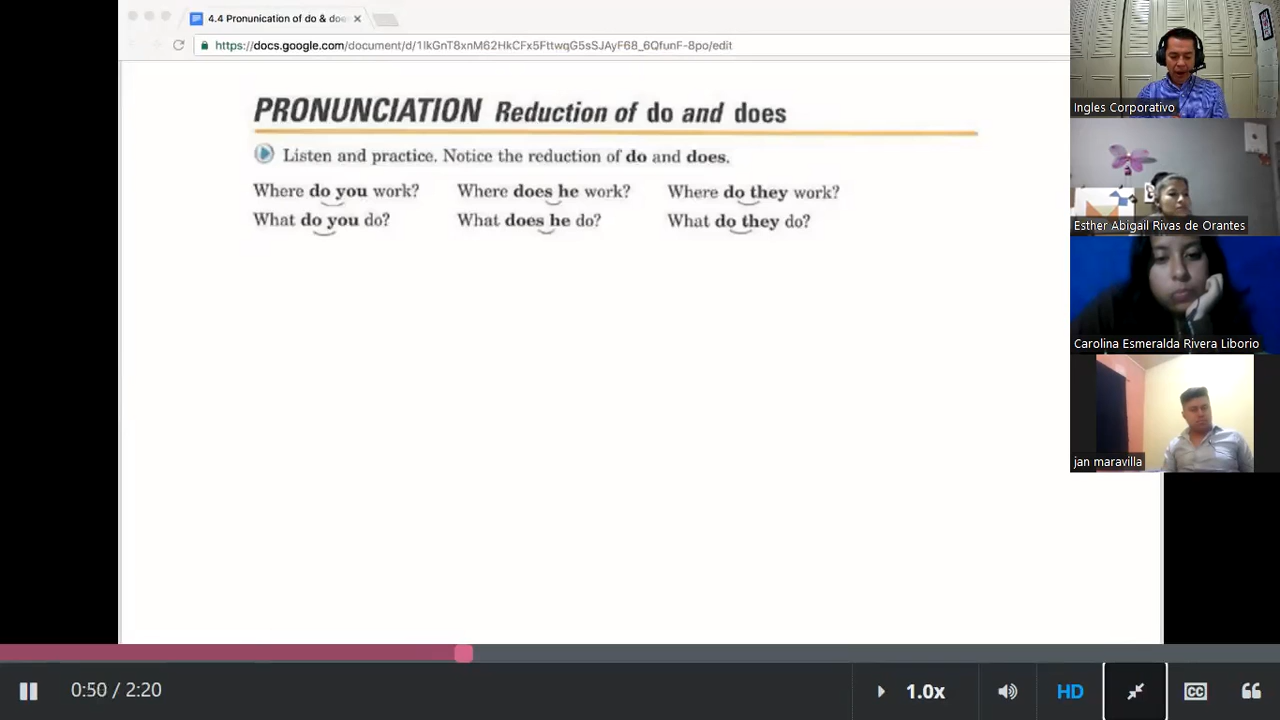 4.4 Pronunication of do & doe
https://docs.google.com/document/d/1IkGnT8xnM62HkCFx5FttwqG5sSJAyF68_6QfunF-8po/edit
PRONUNCIATION Reduction of do and does
Listen and practice. Notice the reduction of do and does.
Where do you work? Where does he work? Where do they work?
What do you do? What does he do? What do they do?
Ingles Corporativo
Esther Abigail Rivas de Orantes
Carolina Esmeralda Rivera Liborio
jan maravilla
0:50 / 2:20
1.0x
HD
CC